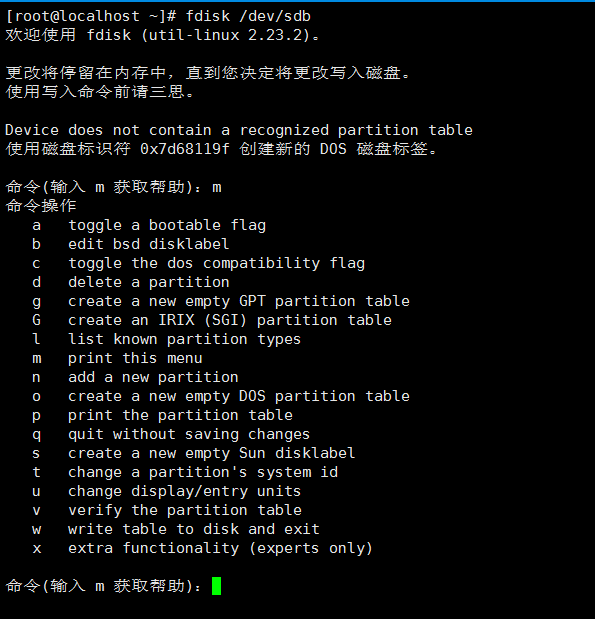 [root@localhost ~]# fdisk /dev/sdb
欢迎使用 fdisk (util-linux 2.23.2)。
更改将停留在内存中，直到您决定将更改写入磁盘。
使用写入命令前请三思。
Device does not contain a recognized partition table
使用磁盘标识符 0x7d68119f 创建新的 DOS 磁盘标签。
命令(输入 m 获取帮助)：m
命令操作
a   toggle a bootable flag
b   edit bsd disklabel
c   toggle the dos compatibility flag
d   delete a partition
g   create a new empty GPT partition table
G   create an IRIX (SGI) partition table
l   list known partition types
m   print this menu
n   add a new partition
o   create a new empty DOS partition table
p   print the partition table
q   quit without saving changes
s   create a new empty Sun disklabel
t   change a partition's system id
u   change display/entry units
v   verify the partition table
w   write table to disk and exit
x   extra functionality (experts only)
命令(输入 m 获取帮助)：